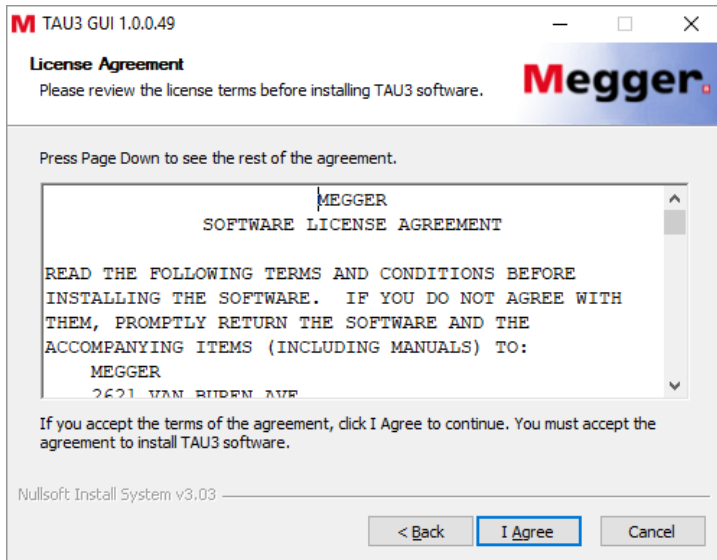 TAU3 GUI 1.0.0.49
License Agreement
Please review the license terms before installing TAU3 software.
Megger.
Press Page Down to see the rest of the agreement.
MEGGER
SOFTWARE LICENSE AGREEMENT
READ THE FOLLOWING TERMS AND CONDITIONS BEFORE
INSTALLING THE SOFTWARE.  IF YOU DO NOT AGREE WITH
THEM, PROMPTLY RETURN THE SOFTWARE AND THE
ACCOMPANYING ITEMS (INCLUDING MANUALS) TO:
MEGGER
2621 VAN BUREN AVE
If you accept the terms of the agreement, click I Agree to continue. You must accept the
agreement to install TAU3 software.
Nullsoft Install System v3.03
< Back
I Agree
Cancel